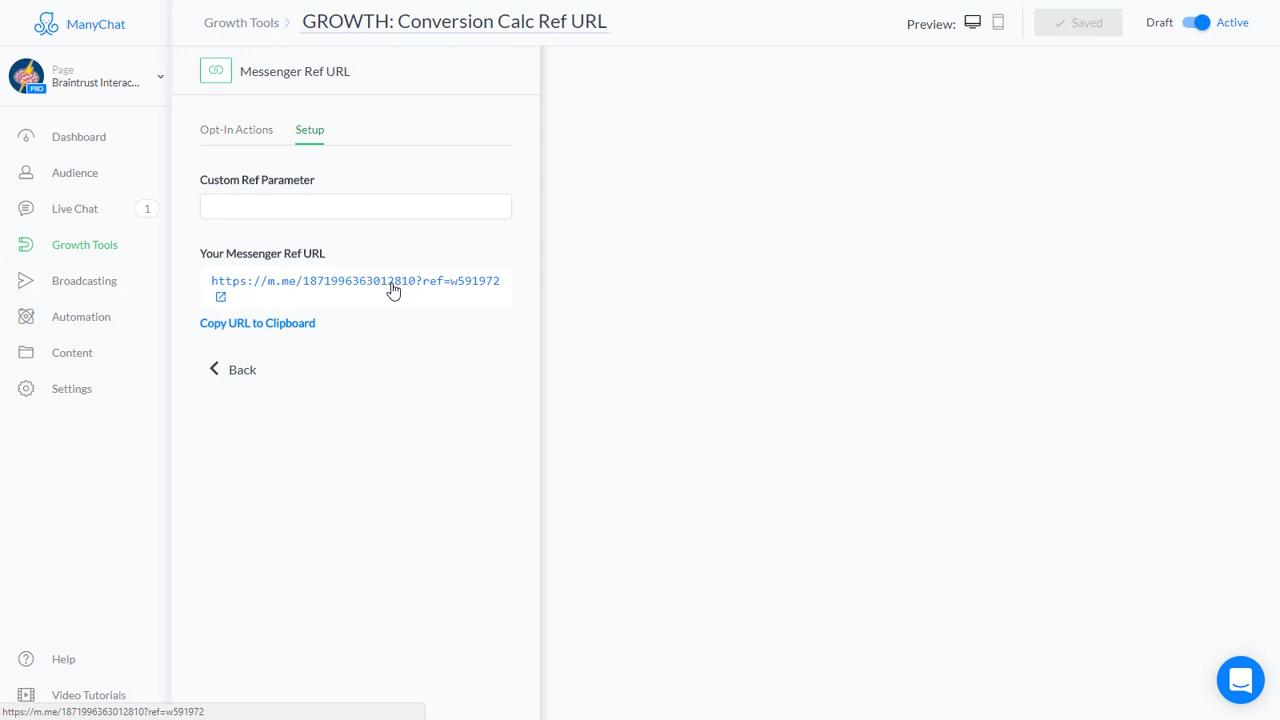 ManyChat
Growth Tools
GROWTH: Conversion Calc Ref URL
Preview:
Saved
Draft
Active
Page
Braintrust Interac...
PRO
Messenger Ref URL
Dashboard
Audience
Live Chat
1
Growth Tools
Broadcasting
Automation
Content
Settings
Opt-In Actions
Setup
Custom Ref Parameter
Your Messenger Ref URL
https://m.me/1871996363012810?ref=w591972
Copy URL to Clipboard
Back
Help
Video Tutorials
https://m.me/1871996363012810?ref=w591972